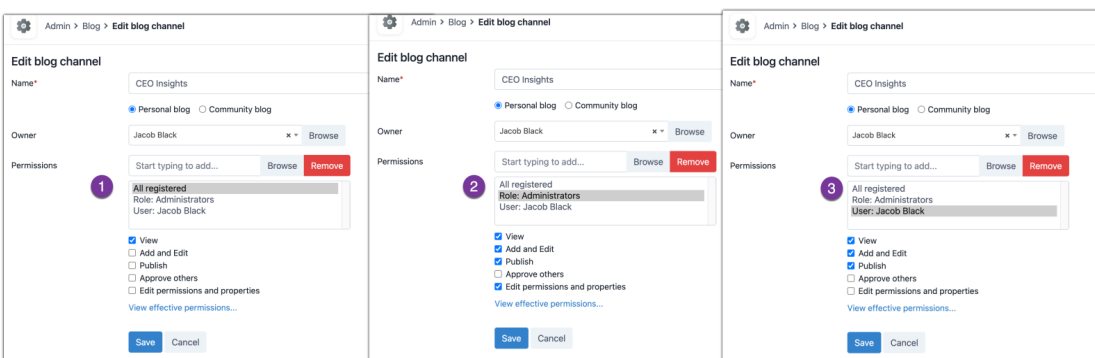 Admin > Blog > Edit blog channel
Edit blog channel
Name*
CEO Insights
Personal blog
Community blog
Owner
Jacob Black
× Browse
Permissions
Start typing to add...
Browse
Remove
1
All registered
Role: Administrators
User: Jacob Black
View
Add and Edit
Publish
Approve others
Edit permissions and properties
View effective permissions...
Save
Cancel
Admin > Blog > Edit blog channel
Edit blog channel
Name*
CEO Insights
Personal blog
Community blog
Owner
Jacob Black
× Browse
Permissions
Start typing to add...
Browse
Remove
2
All registered
Role: Administrators
User: Jacob Black
View
Add and Edit
Publish
Approve others
Edit permissions and properties
View effective permissions...
Save
Cancel
Admin > Blog > Edit blog channel
Edit blog channel
Name*
CEO Insights
Personal blog
Community blog
Owner
Jacob Black
× Browse
Permissions
Start typing to add...
Browse
Remove
3
All registered
Role: Administrators
User: Jacob Black
View
Add and Edit
Publish
Approve others
Edit permissions and properties
View effective permissions...
Save
Cancel